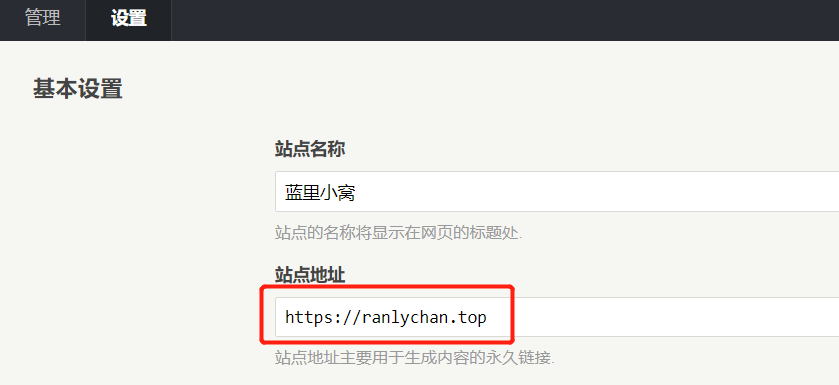 管理 设置
基本设置
站点名称
蓝里小窝
站点的名称将显示在网页的标题处.
站点地址
https://ranlychan.top
站点地址主要用于生成内容的永久链接.